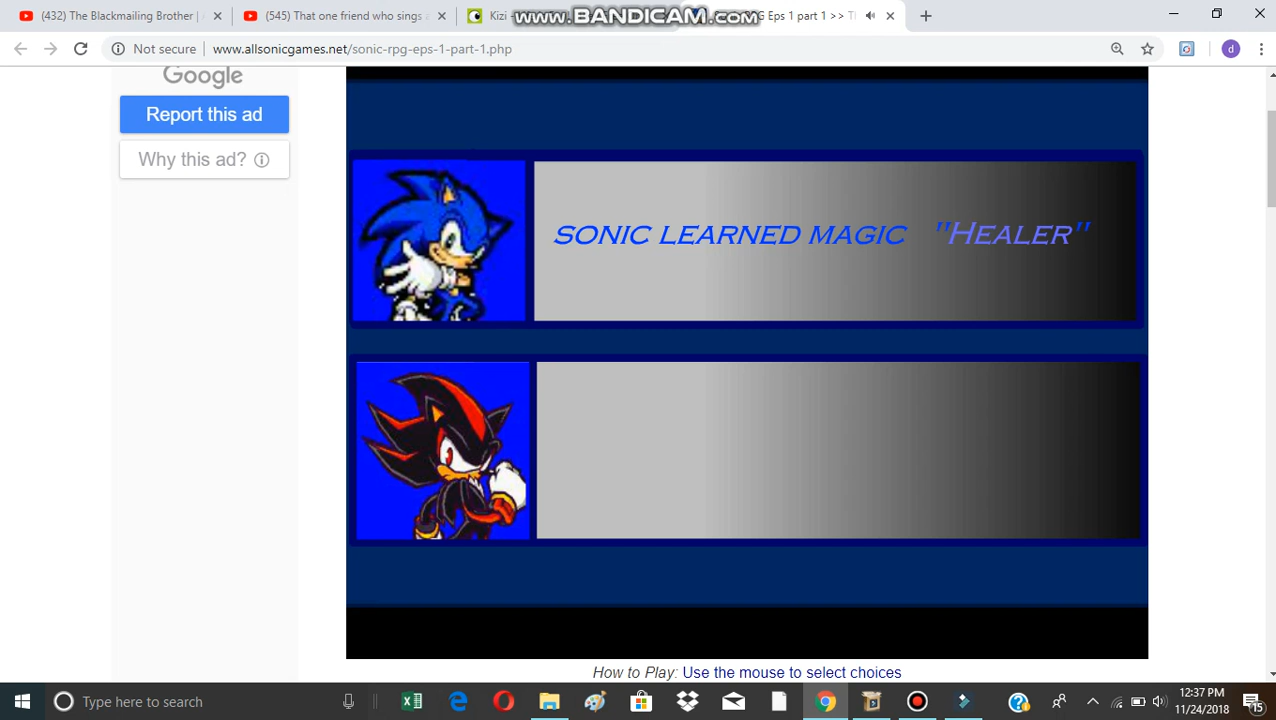 (432) The Blackmailing Brother
(545) That one friend who sings a
Kizi
www.BANDICAM.com
RPG Eps 1 part 1 >> T
Not secure
www.allsonicgames.net/sonic-rpg-eps-1-part-1.php
d
Google
Report this ad
Why this ad?
SONIC LEARNED MAGIC "HEALER"
How to Play: Use the mouse to select choices
Type here to search
12:37 PM
11/24/2018
15